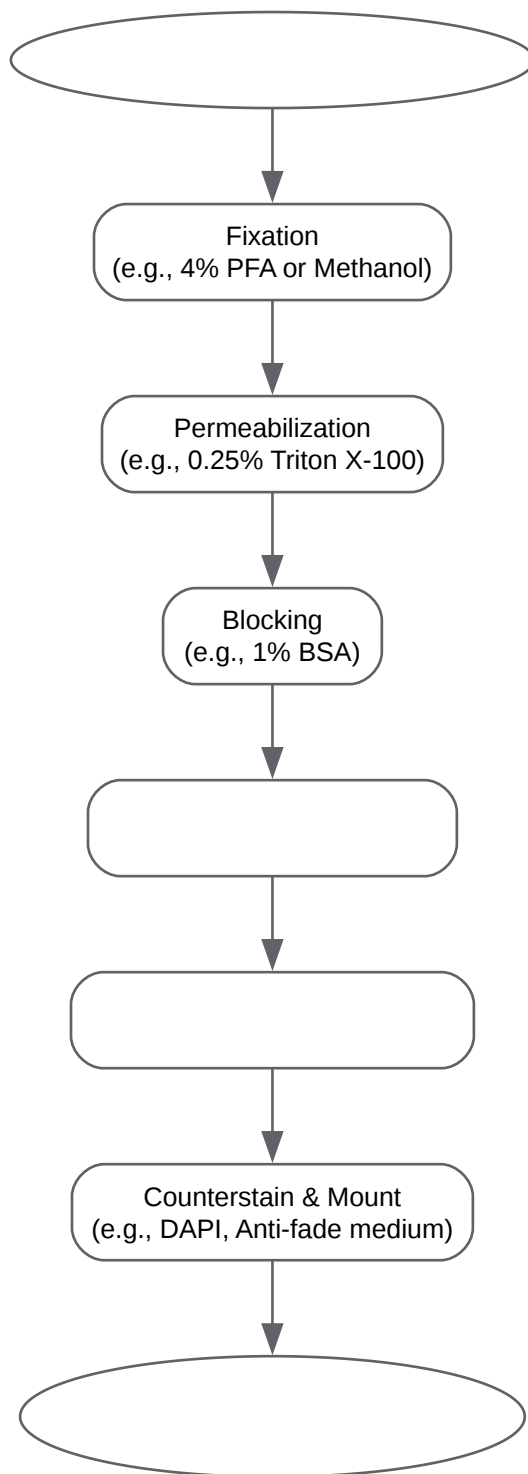 Fixation
(e.g., 4% PFA or Methanol)
Permeabilization
(e.g., 0.25% Triton X-100)
Blocking
(e.g., 1% BSA)
Counterstain & Mount
(e.g., DAPI, Anti-fade medium)